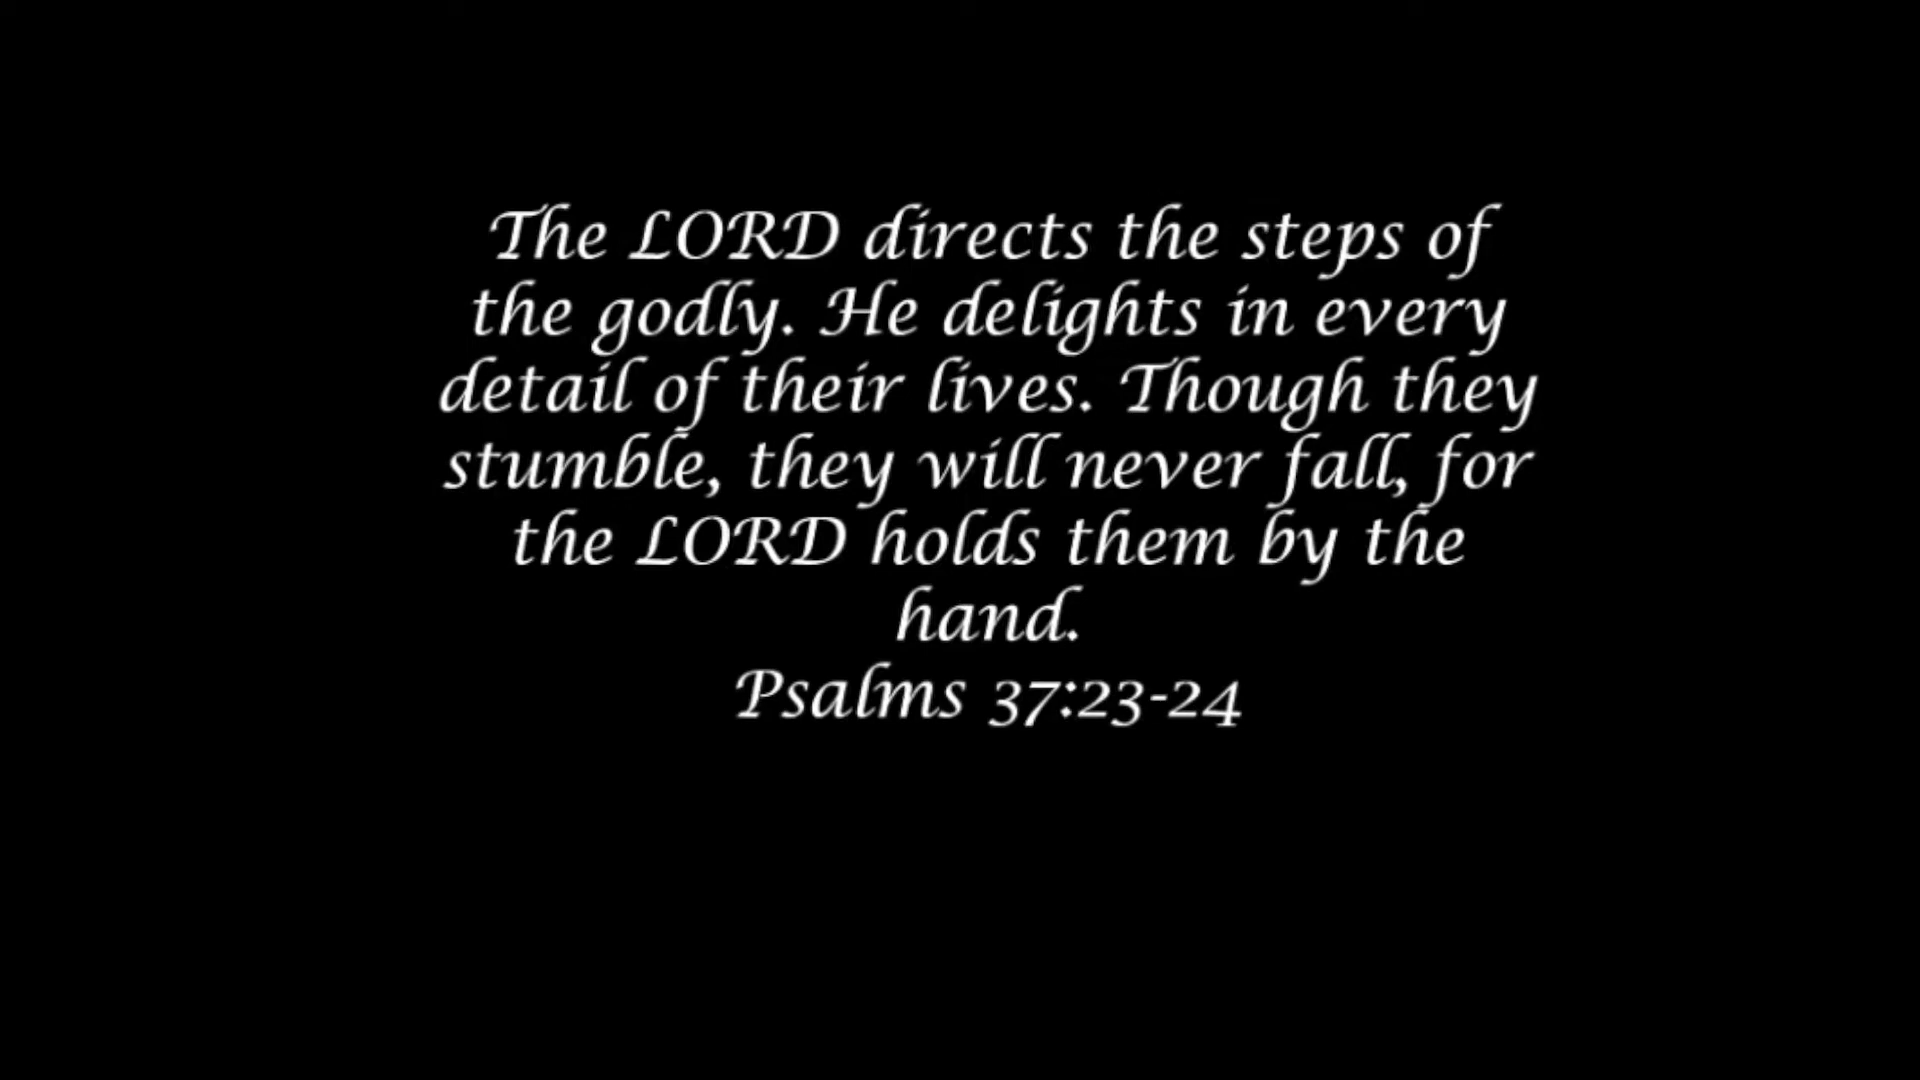 The LORD directs the steps of
the godly. He delights in every
detail of their lives. Though they
stumble, they will never fall, for
the LORD holds them by the
hand.
Psalms 37:23-24